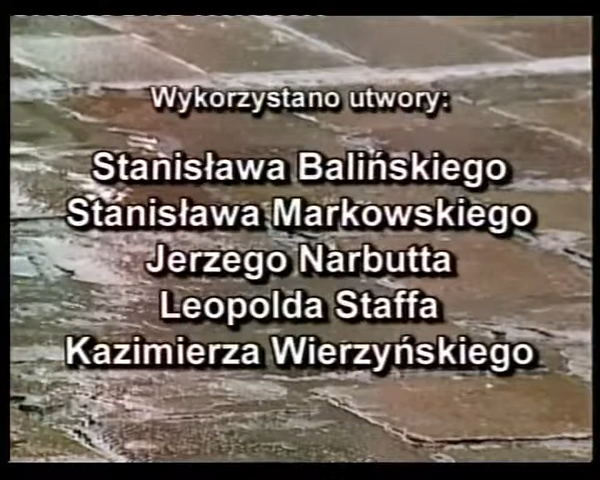 Wykorzystano utwory:
Stanisława Balińskiego
Stanisława Markowskiego
Jerzego Narbutta
Leopolda Staffa
Kazimierza Wierzyńskiego